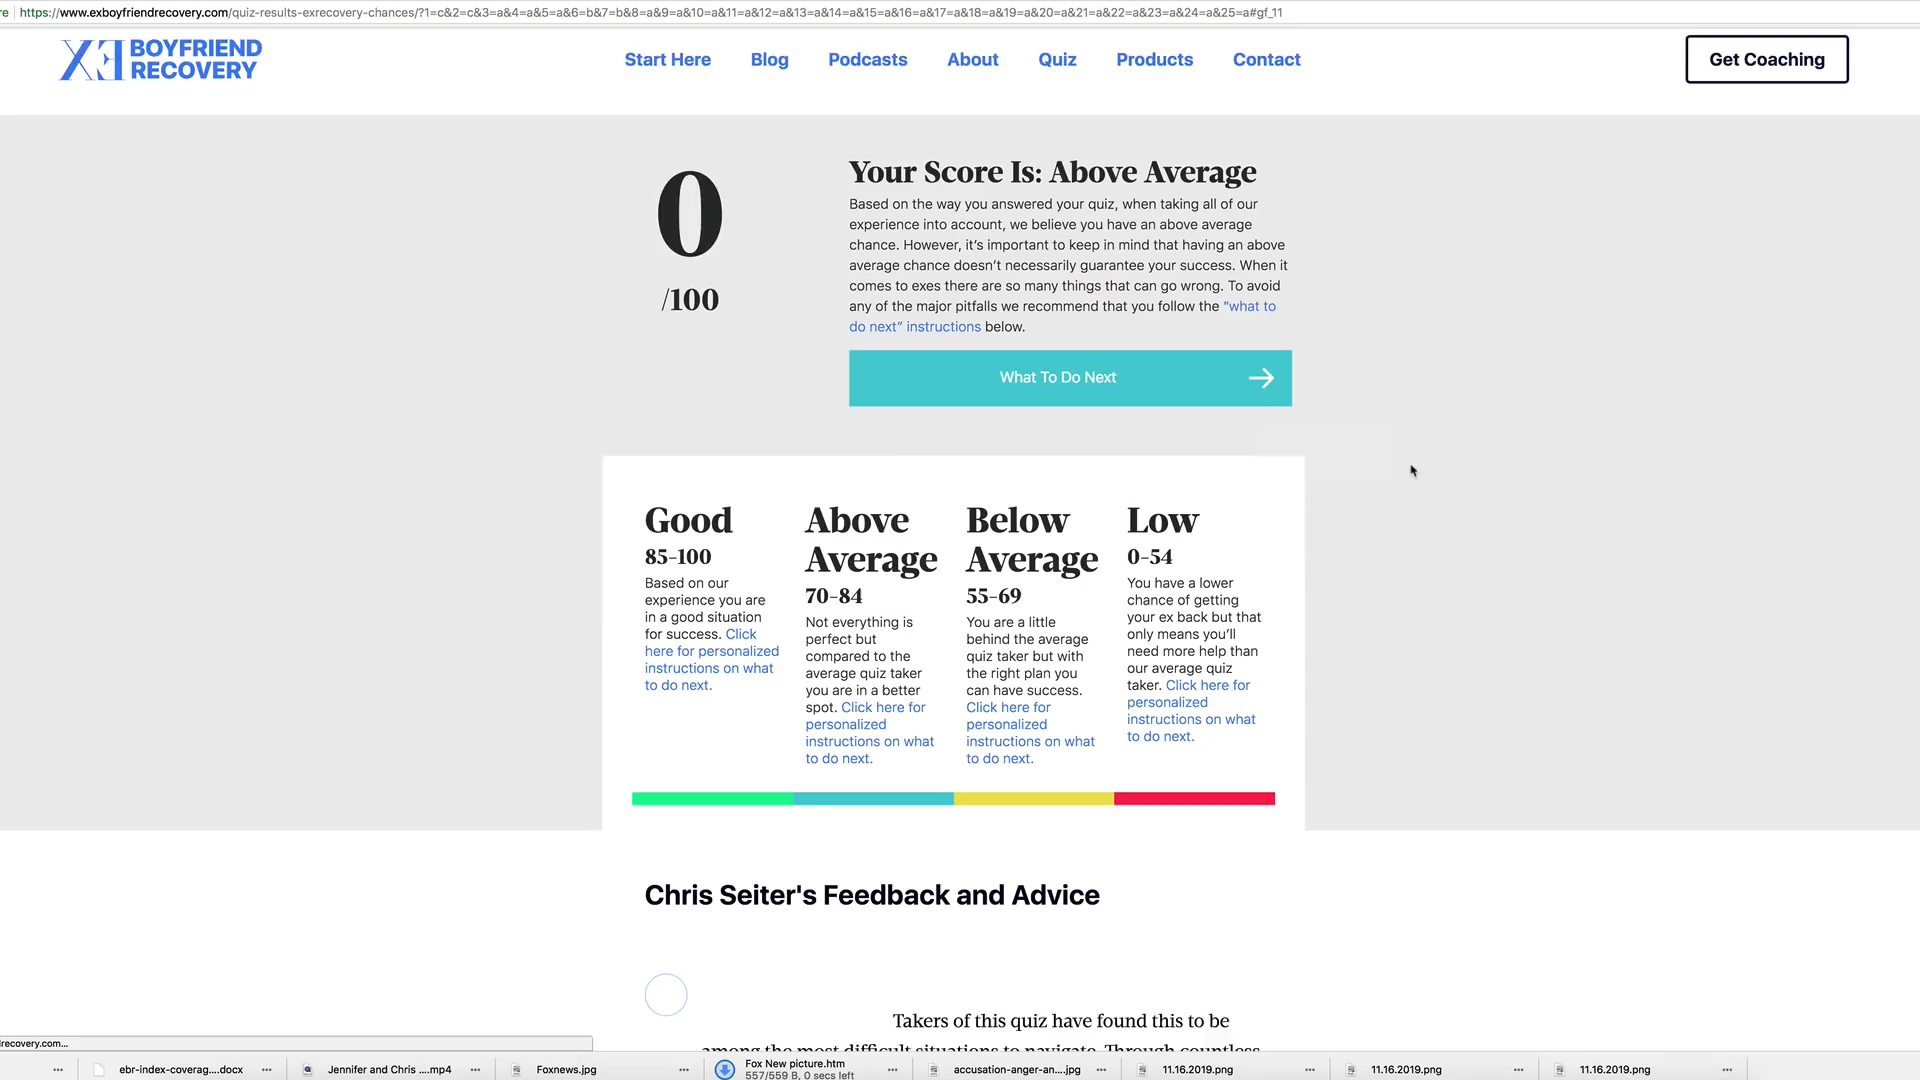 re https://www.exboyfriendrecovery.com/quiz-results-exrecovery-chances/?1=c&2=c&3=a&4=a&5=a&6=b&7=b&8=a&9=a&10=a&11=a&12=a&13=a&14=a&15=a&16=a&17=a&18=a&19=a&20=a&21=a&22=a&23=a&24=a&25=a#gf_11
BOYFRIEND
RECOVERY
Start Here
Blog
Podcasts
About
Quiz
Products
Contact
Get Coaching
0
/100
Your Score Is: Above Average
Based on the way you answered your quiz, when taking all of our
experience into account, we believe you have an above average
chance. However, it’s important to keep in mind that having an above
average chance doesn’t necessarily guarantee your success. When it
comes to exes there are so many things that can go wrong. To avoid
any of the major pitfalls we recommend that you follow the “what to
do next” instructions below.
What To Do Next
Good
85–100
Based on our
experience you are
in a good situation
for success. Click
here for personalized
instructions on what
to do next.
Above
Average
70–84
Not everything is
perfect but
compared to the
average quiz taker
you are in a better
spot. Click here for
personalized
instructions on what
to do next.
Below
Average
55–69
You are a little
behind the average
quiz taker but with
the right plan you
can have success.
Click here for
personalized
instructions on what
to do next.
Low
0–54
You have a lower
chance of getting
your ex back but that
only means you’ll
need more help than
our average quiz
taker. Click here for
personalized
instructions on what
to do next.
Chris Seiter's Feedback and Advice
Takers of this quiz have found this to be
among the most difficult situations to navigate. Through countless
recovery.com...
ebr-index-coverag....docx
Jennifer and Chris ....mp4
Foxnews.jpg
Fox New picture.htm
557/559 B, 0 secs left
accusation-anger-an....jpg
11.16.2019.png
11.16.2019.png
11.16.2019.png